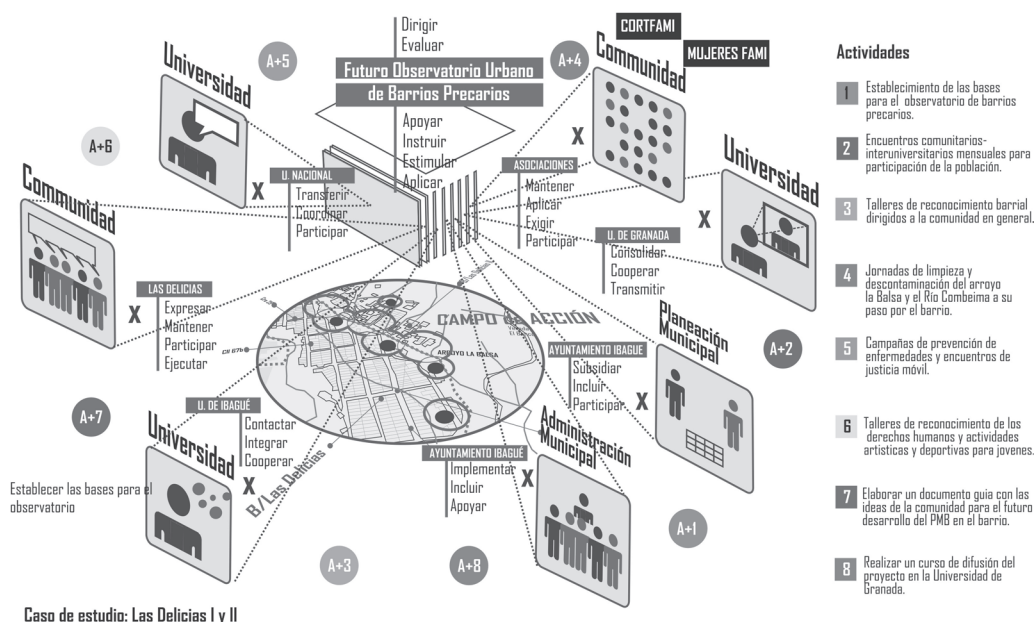 Dirigir
Evaluar
Futuro Observatorio Urbano
de Barrios Precarios
Apoyar
Instruir
Estimular
Aplicar
CORTFAMI
MUJERES FAMI
Communidad
A+4
X
ASOCIACIONES
Mantener
Aplicar
Exigir
Participar
Universidad
A+5
X
U. NACIONAL
Transferir
Coordinar
Participar
A+6
Communidad
X
LAS DELICIAS
Expresar
Mantener
Participar
Ejecutar
Universidad
X
U. DE GRANADA
Consolidar
Cooperar
Transmitir
A+2
Planeación
Municipal
AYUNTAMIENTO IBAGUE
Subsidiar
Incluir
Participar
X
CAMPO DE ACCIÓN
ARROYO LA BALSA
Cll 67b
B/Las Delicias
A+7
Universidad
U. DE IBAGUÉ
Contactar
Integrar
Cooperar
X
Establecer las bases para el
observatorio
Administración
Municipal
AYUNTAMIENTO IBAGUÉ
Implementar
Incluir
Apoyar
X
A+1
A+3
A+8
Caso de estudio: Las Delicias I y II
Actividades
1 Establecimiento de las bases
para el observatorio de barrios
precarios.
2 Encuentros comunitarios-
interuniversitarios mensuales para
participación de la población.
3 Talleres de reconocimiento barrial
dirigidos a la comunidad en general.
4 Jornadas de limpieza y
descontaminación del arroyo
la Balsa y el Río Combeima a su
paso por el barrio.
5 Campañas de prevención de
enfermedades y encuentros de
justicia móvil.
6 Talleres de reconocimiento de los
derechos humanos y actividades
artisticas y deportivas para jovenes.
7 Elaborar un documento guia con las
ideas de la comunidad para el futuro
desarrollo del PMB en el barrio.
8 Realizar un curso de difusión del
proyecto en la Universidad de
Granada.